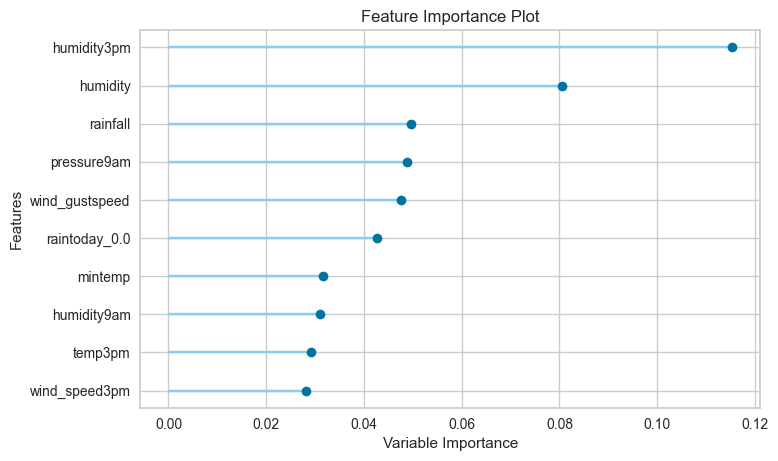 Feature Importance Plot
Features
humidity3pm
humidity
rainfall
pressure9am
wind_gustspeed
raintoday_0.0
mintemp
humidity9am
temp3pm
wind_speed3pm
0.00 0.02 0.04 0.06 0.08 0.10 0.12
Variable Importance